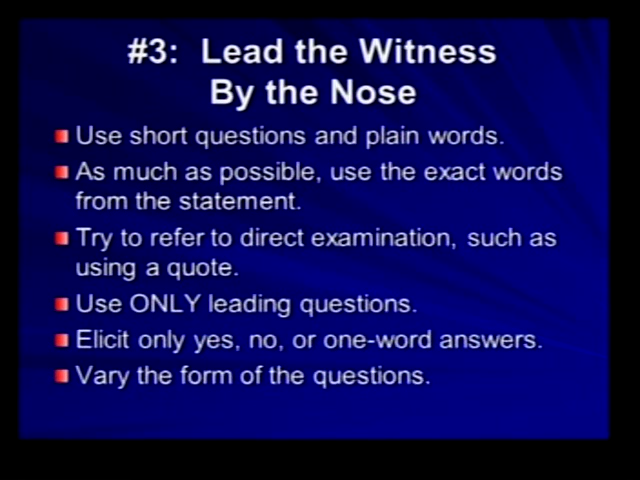 #3: Lead the Witness
By the Nose
Use short questions and plain words.
As much as possible, use the exact words
from the statement.
Try to refer to direct examination, such as
using a quote.
Use ONLY leading questions.
Elicit only yes, no, or one-word answers.
Vary the form of the questions.